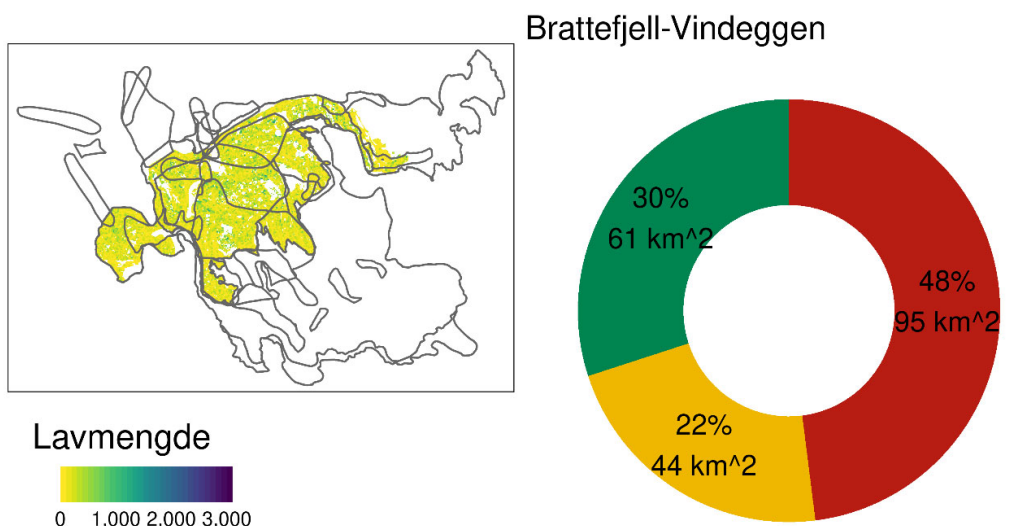 Brattefjell-Vindeggen
30%
61 km^2
48%
95 km^2
22%
44 km^2
Lavmengde
0 1.000 2.000 3.000